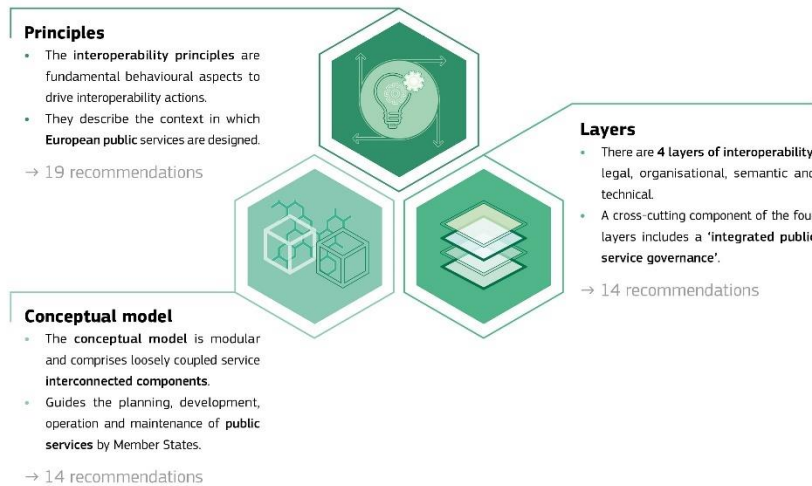 Principles
• The interoperability principles are
fundamental behavioural aspects to
drive interoperability actions.
• They describe the context in which
European public services are designed.
→ 19 recommendations
Layers
• There are 4 layers of interoperability
legal, organisational, semantic and
technical.
• A cross-cutting component of the fou
layers includes a ‘integrated public
service governance’.
→ 14 recommendations
Conceptual model
• The conceptual model is modular
and comprises loosely coupled service
interconnected components.
• Guides the planning, development,
operation and maintenance of public
services by Member States.
→ 14 recommendations